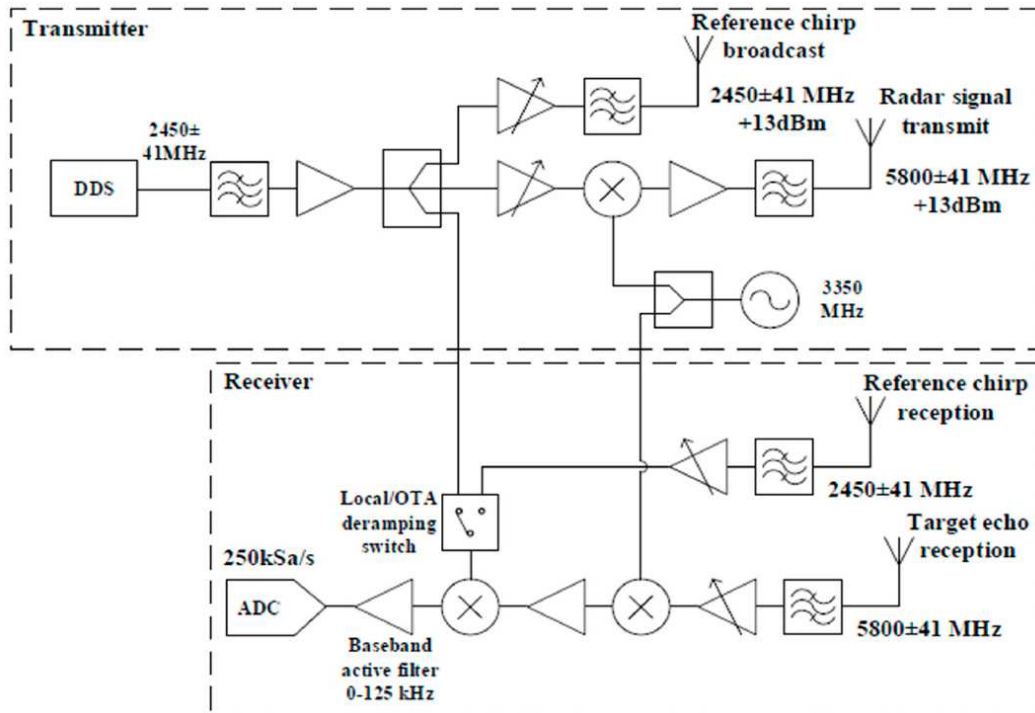 Transmitter
Reference chirp
broadcast
2450±41 MHz
+13dBm
Radar signal
transmit
5800±41 MHz
+13dBm
2450±
41MHz
DDS
3350
MHz
Receiver
Reference chirp
reception
2450±41 MHz
Local/OTA
deramping
switch
Target echo
reception
5800±41 MHz
250kSa/s
ADC
Baseband
active filter
0-125 kHz